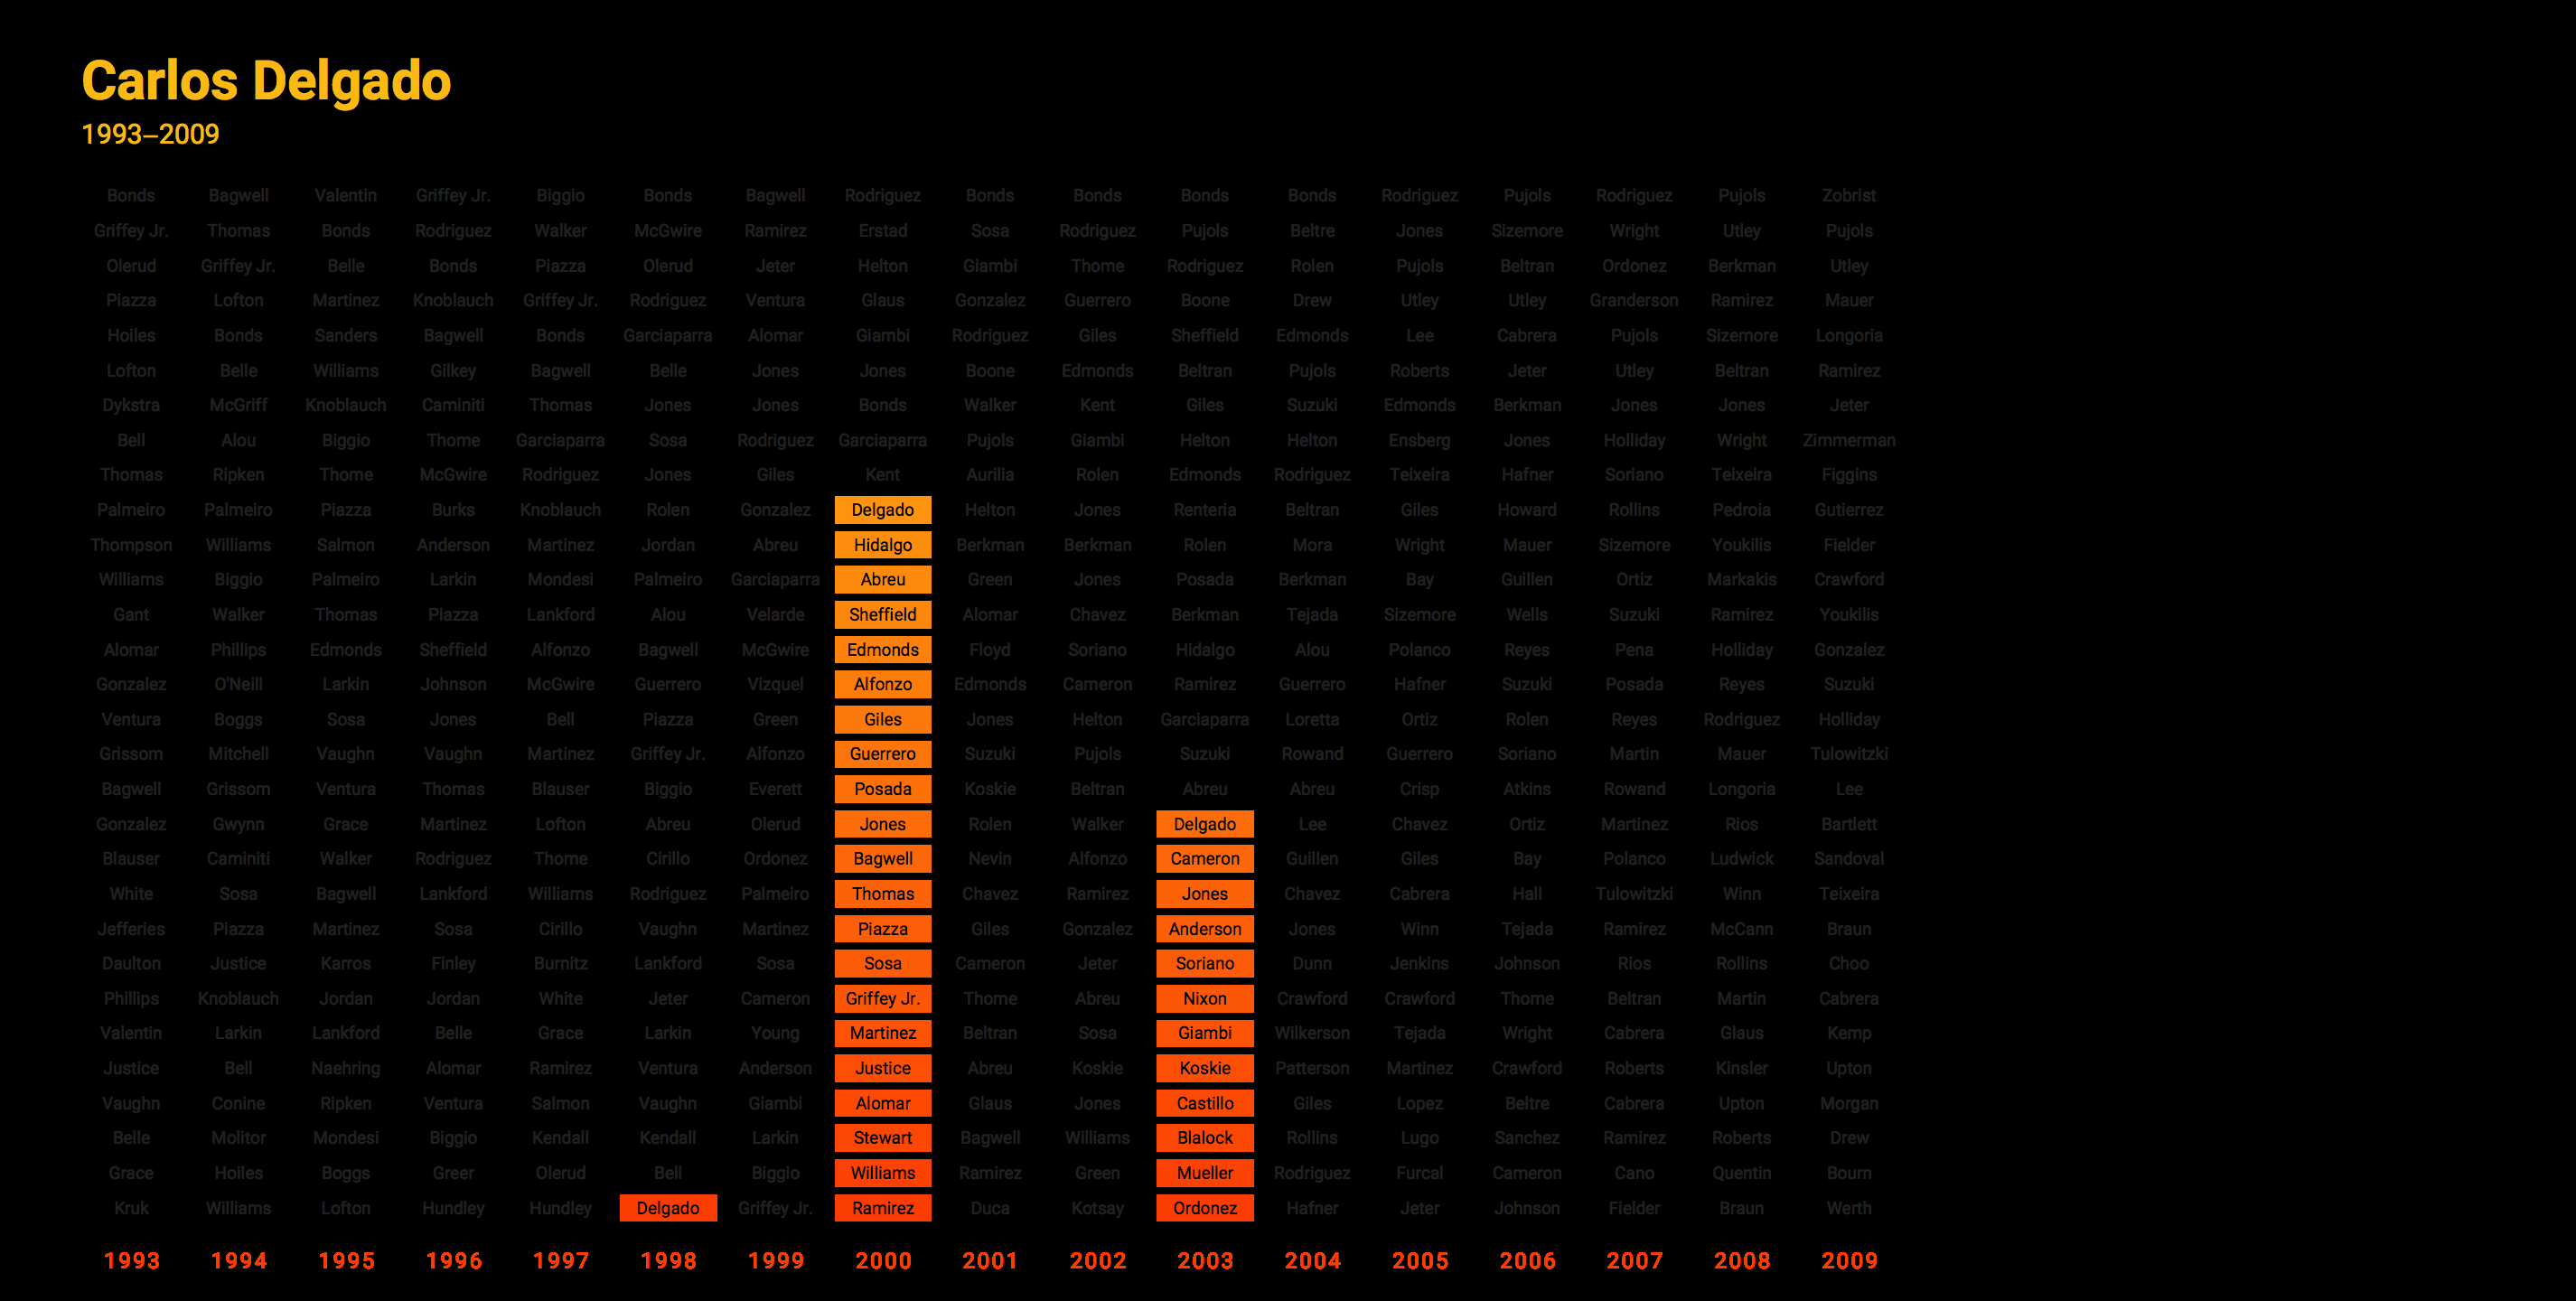 Carlos Delgado
1993–2009
Bonds Bagwell Valentin Griffey Jr. Biggio Bonds Bagwell Rodriguez Bonds Bonds Bonds Bonds Rodriguez Pujols Rodriguez Pujols Zobrist
Griffey Jr. Thomas Bonds Rodriguez Walker McGwire Ramirez Erstad Sosa Rodriguez Pujols Beltre Jones Sizemore Wright Utley Pujols
Olerud Griffey Jr. Belle Bonds Piazza Olerud Jeter Helton Giambi Thome Rodriguez Rolen Pujols Beltran Ordonez Berkman Utley
Piazza Lofton Martinez Knoblauch Griffey Jr. Rodriguez Ventura Glaus Gonzalez Guerrero Boone Drew Utley Utley Granderson Ramirez Mauer
Hoiles Bonds Sanders Bagwell Bonds Garciaparra Alomar Giambi Rodriguez Giles Sheffield Edmonds Lee Cabrera Pujols Sizemore Longoria
Lofton Belle Williams Gilkey Bagwell Belle Jones Jones Boone Edmonds Beltran Pujols Roberts Jeter Utley Beltran Ramirez
Dykstra McGriff Knoblauch Caminiti Thomas Jones Jones Bonds Walker Kent Giles Suzuki Edmonds Berkman Jones Jones Jeter
Bell Alou Biggio Thome Garciaparra Sosa Rodriguez Garciaparra Pujols Giambi Helton Helton Ensberg Jones Holliday Wright Zimmerman
Thomas Ripken Thome McGwire Rodriguez Jones Giles Kent Aurilia Rolen Edmonds Rodriguez Teixeira Hafner Soriano Teixeira Figgins
Palmeiro Palmeiro Piazza Burks Knoblauch Rolen Gonzalez Delgado Helton Jones Renteria Beltran Giles Howard Rollins Pedroia Gutierrez
Thompson Williams Salmon Anderson Martinez Jordan Abreu Hidalgo Berkman Berkman Rolen Mora Wright Mauer Sizemore Youkilis Fielder
Williams Biggio Palmeiro Larkin Mondesi Palmeiro Garciaparra Abreu Green Jones Posada Berkman Bay Guillen Ortiz Markakis Crawford
Gant Walker Thomas Piazza Lankford Alou Velarde Sheffield Alomar Chavez Berkman Tejada Sizemore Wells Suzuki Ramirez Youkilis
Alomar Phillips Edmonds Sheffield Alfonzo Bagwell McGwire Edmonds Floyd Soriano Hidalgo Alou Polanco Reyes Pena Holliday Gonzalez
Gonzalez O'Neill Larkin Johnson McGwire Guerrero Vizquel Alfonzo Edmonds Cameron Ramirez Guerrero Hafner Suzuki Posada Reyes Suzuki
Ventura Boggs Sosa Jones Bell Piazza Green Giles Jones Helton Garciaparra Loretta Ortiz Rolen Reyes Rodriguez Holliday
Grissom Mitchell Vaughn Vaughn Martinez Griffey Jr. Alfonzo Guerrero Suzuki Pujols Suzuki Rowand Guerrero Soriano Martin Mauer Tulowitzki
Bagwell Grissom Ventura Thomas Blauser Biggio Everett Posada Koskie Beltran Abreu Abreu Crisp Atkins Rowand Longoria Lee
Gonzalez Gwynn Grace Martinez Lofton Abreu Olerud Jones Rolen Walker Delgado Lee Chavez Ortiz Martinez Rios Bartlett
Blauser Caminiti Walker Rodriguez Thome Cirillo Ordonez Bagwell Nevin Alfonzo Cameron Guillen Giles Bay Polanco Ludwick Sandoval
White Sosa Bagwell Lankford Williams Rodriguez Palmeiro Thomas Chavez Ramirez Jones Chavez Cabrera Hall Tulowitzki Winn Teixeira
Jefferies Piazza Martinez Sosa Cirillo Vaughn Martinez Piazza Giles Gonzalez Anderson Jones Winn Tejada Ramirez McCann Braun
Daulton Justice Karros Finley Burnitz Lankford Sosa Sosa Cameron Jeter Soriano Dunn Jenkins Johnson Rios Rollins Choo
Phillips Knoblauch Jordan Jordan White Jeter Cameron Griffey Jr. Thome Abreu Nixon Crawford Crawford Thome Beltran Martin Cabrera
Valentin Larkin Lankford Belle Grace Larkin Young Martinez Beltran Sosa Giambi Wilkerson Tejada Wright Cabrera Glaus Kemp
Justice Bell Naehring Alomar Ramirez Ventura Anderson Justice Abreu Koskie Koskie Patterson Martinez Crawford Roberts Kinsler Upton
Vaughn Conine Ripken Ventura Salmon Vaughn Giambi Alomar Glaus Jones Castillo Giles Lopez Beltre Cabrera Upton Morgan
Belle Molitor Mondesi Biggio Kendall Kendall Larkin Stewart Bagwell Williams Blalock Rollins Lugo Sanchez Ramirez Roberts Drew
Grace Hoiles Boggs Greer Olerud Bell Biggio Williams Ramirez Green Mueller Rodriguez Furcal Cameron Cano Quentin Bourn
Kruk Williams Lofton Hundley Hundley Delgado Griffey Jr. Ramirez Duca Kotsay Ordonez Hafner Jeter Johnson Fielder Braun Werth
1993 1994 1995 1996 1997 1998 1999 2000 2001 2002 2003 2004 2005 2006 2007 2008 2009